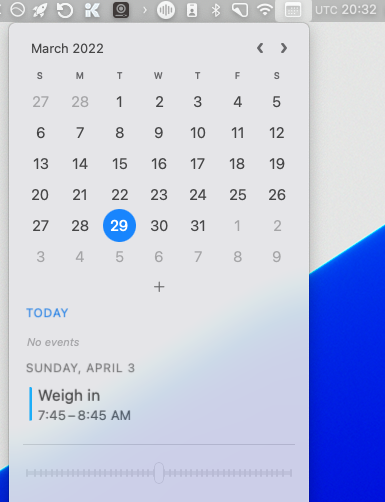 UTC 20:32
March 2022
S M T W T F S
27 28 1 2 3 4 5
6 7 8 9 10 11 12
13 14 15 16 17 18 19
20 21 22 23 24 25 26
27 28 29 30 31 1 2
3 4 5 6 7 8 9
+
TODAY
No events
SUNDAY, APRIL 3
Weigh in
7:45 – 8:45 AM